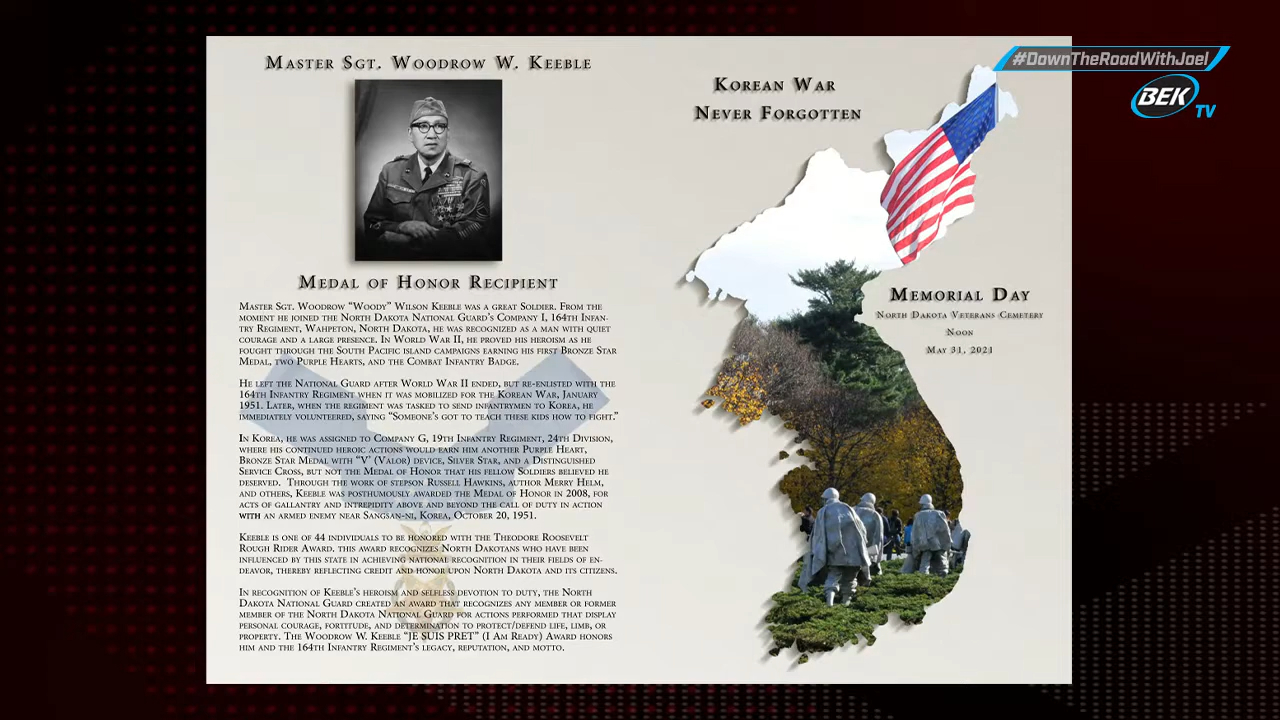 Master Sgt. Woodrow W. Keeble
Medal of Honor Recipient
Master Sgt. Woodrow “Woody” Wilson Keeble was a great Soldier. From the
moment he joined the North Dakota National Guard's Company I, 164th Infan-
try Regiment, Wahpeton, North Dakota, he was recognized as a man with quiet
courage and a large presence. In World War II, he proved his heroism as he
fought through the South Pacific island campaigns earning his first Bronze Star
Medal, two Purple Hearts, and the Combat Infantry Badge.
He left the National Guard after World War II ended, but re-enlisted with the
164th Infantry Regiment when it was mobilized for the Korean War, January
1951. Later, when the regiment was tasked to send infantrymen to Korea, he
immediately volunteered, saying “Someone's got to teach these kids how to fight.”
In Korea, he was assigned to Company G, 19th Infantry Regiment, 24th Division,
where his continued heroic actions would earn him another Purple Heart,
Bronze Star Medal with “V' (Valor) device, Silver Star, and a Distinguished
Service Cross, but not the Medal of Honor that his fellow Soldiers believed he
deserved. Through the work of stepson Russell Hawkins, author Merry Helm,
and others, Keeble was posthumously awarded the Medal of Honor in 2008, for
acts of gallantry and intrepidity above and beyond the call of duty in action
with an armed enemy near Sangsan-ni, Korea, October 20, 1951.
Keeble is one of 44 individuals to be honored with the Theodore Roosevelt
Rough Rider Award. this award recognizes North Dakotans who have been
influenced by this state in achieving national recognition in their fields of en-
deavor, thereby reflecting credit and honor upon North Dakota and its citizens.
In recognition of Keeble's heroism and selfless devotion to duty, the North
Dakota National Guard created an award that recognizes any member or former
member of the North Dakota National Guard for actions performed that display
personal courage, fortitude, and determination to protect/defend life, limb, or
property. The Woodrow W. Keeble “JE SUIS PRET” (I Am Ready) Award honors
him and the 164th Infantry Regiment's legacy, reputation, and motto.
Korean War
Never Forgotten
Memorial Day
North Dakota Veterans Cemetery
Noon
May 31, 2021
#DownTheRoadWithJoel
BEK TV